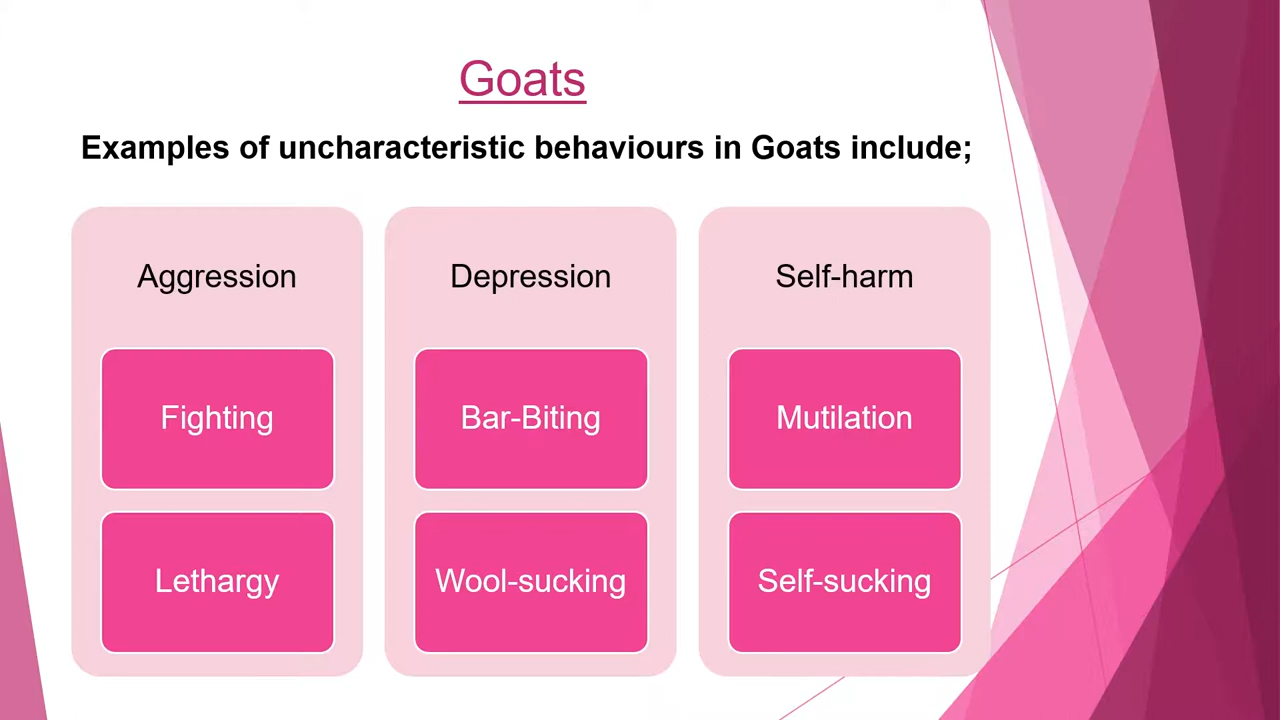 Goats
Examples of uncharacteristic behaviours in Goats include;
Aggression
Fighting
Lethargy
Depression
Bar-Biting
Wool-sucking
Self-harm
Mutilation
Self-sucking